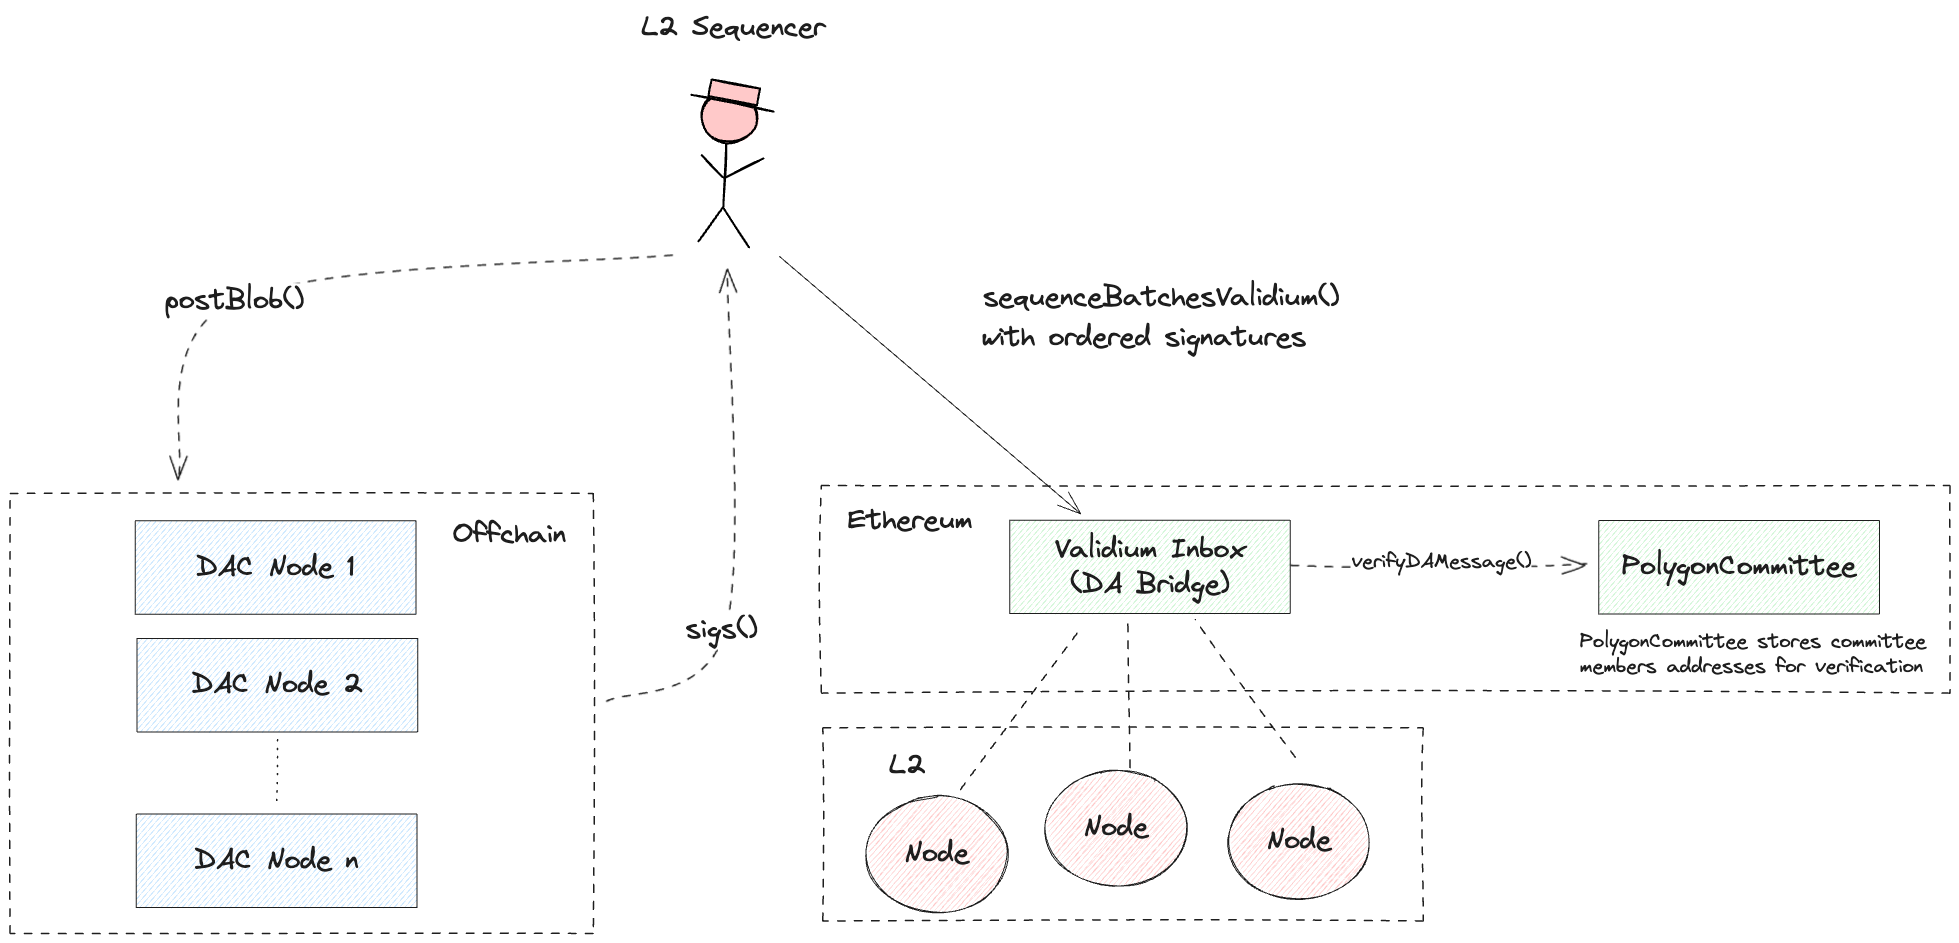 L2 Sequencer
postBlob()
sequenceBatchesValidium()
with ordered signatures
Offchain
DAC Node 1
DAC Node 2
DAC Node n
sigs()
Ethereum
Validium Inbox
(DA Bridge)
verifyDAMessage()
PolygonCommittee
PolygonCommittee stores committee
members addresses for verification
L2
Node
Node
Node